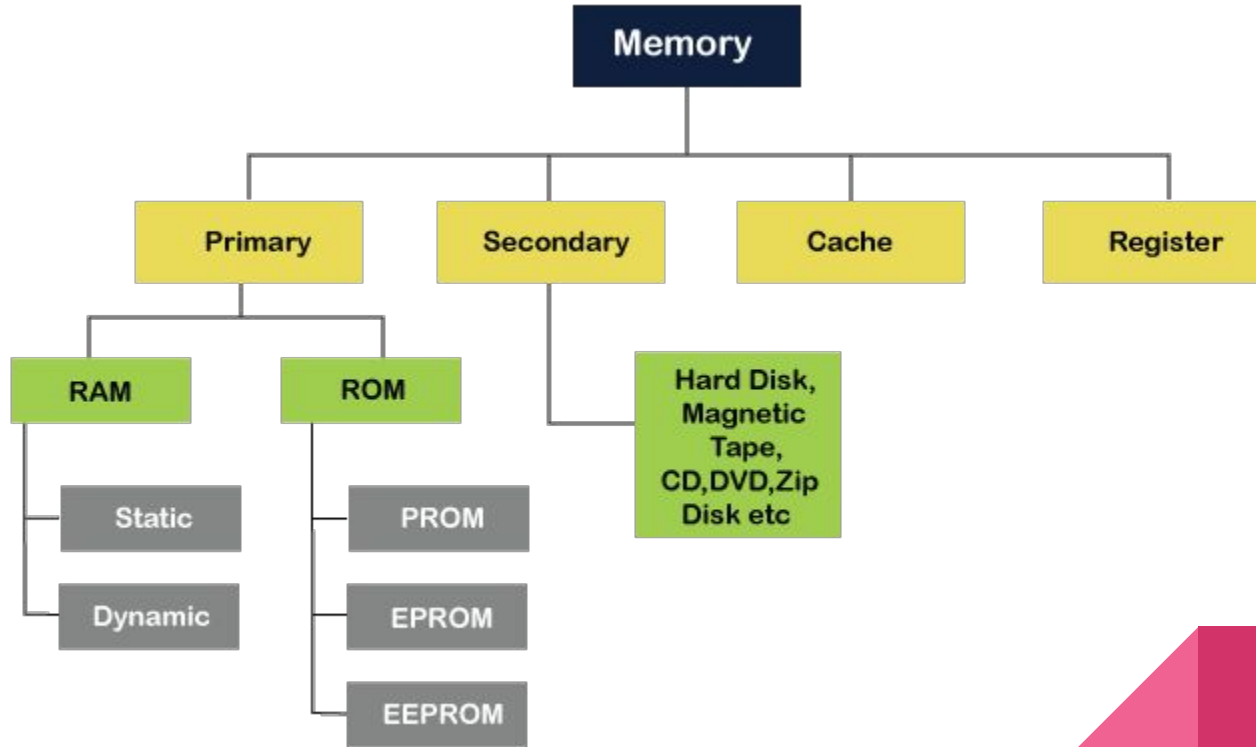 Memory
Primary
Secondary
Cache
Register
RAM
ROM
Hard Disk,
Magnetic
Tape,
CD,DVD,Zip
Disk etc
Static
PROM
Dynamic
EPROM
EEPROM